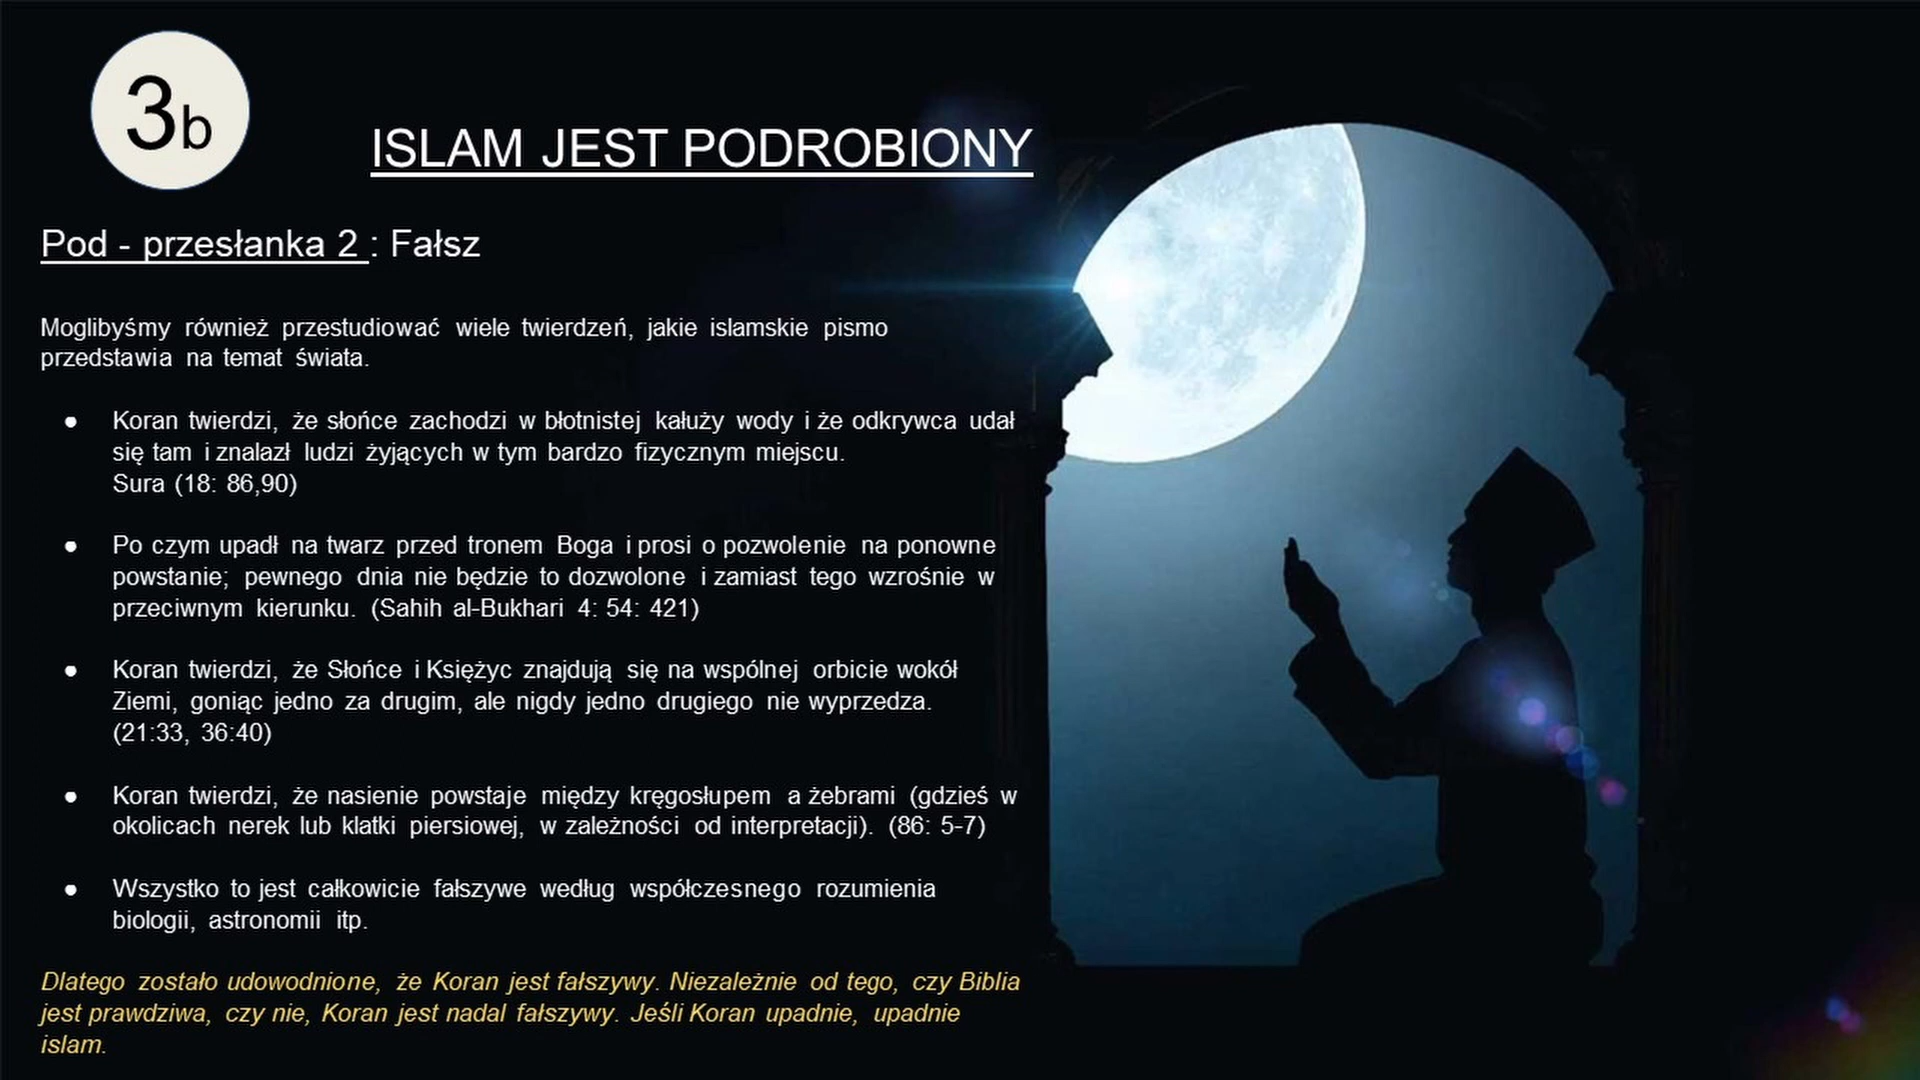 3b
ISLAM JEST PODROBIONY
Pod - przesłanka 2 : Fałsz
Moglibyśmy również przestudiować wiele twierdzeń, jakie islamskie pismo
przedstawia na temat świata.
● Koran twierdzi, że słońce zachodzi w błotnistej kałuży wody i że odkrywca udał
się tam i znalazł ludzi żyjących w tym bardzo fizycznym miejscu.
Sura (18: 86,90)
● Po czym upadł na twarz przed tronem Boga i prosi o pozwolenie na ponowne
powstanie; pewnego dnia nie będzie to dozwolone i zamiast tego wzrośnie w
przeciwnym kierunku. (Sahih al-Bukhari 4: 54: 421)
● Koran twierdzi, że Słońce i Księżyc znajdują się na wspólnej orbicie wokół
Ziemi, goniąc jedno za drugim, ale nigdy jedno drugiego nie wyprzedza.
(21:33, 36:40)
● Koran twierdzi, że nasienie powstaje między kręgosłupem a żebrami (gdzieś w
okolicach nerek lub klatki piersiowej, w zależności od interpretacji). (86: 5-7)
● Wszystko to jest całkowicie fałszywe według współczesnego rozumienia
biologii, astronomii itp.
Dlatego zostało udowodnione, że Koran jest fałszywy. Niezależnie od tego, czy Biblia
jest prawdziwa, czy nie, Koran jest nadal fałszywy. Jeśli Koran upadnie, upadnie
islam.